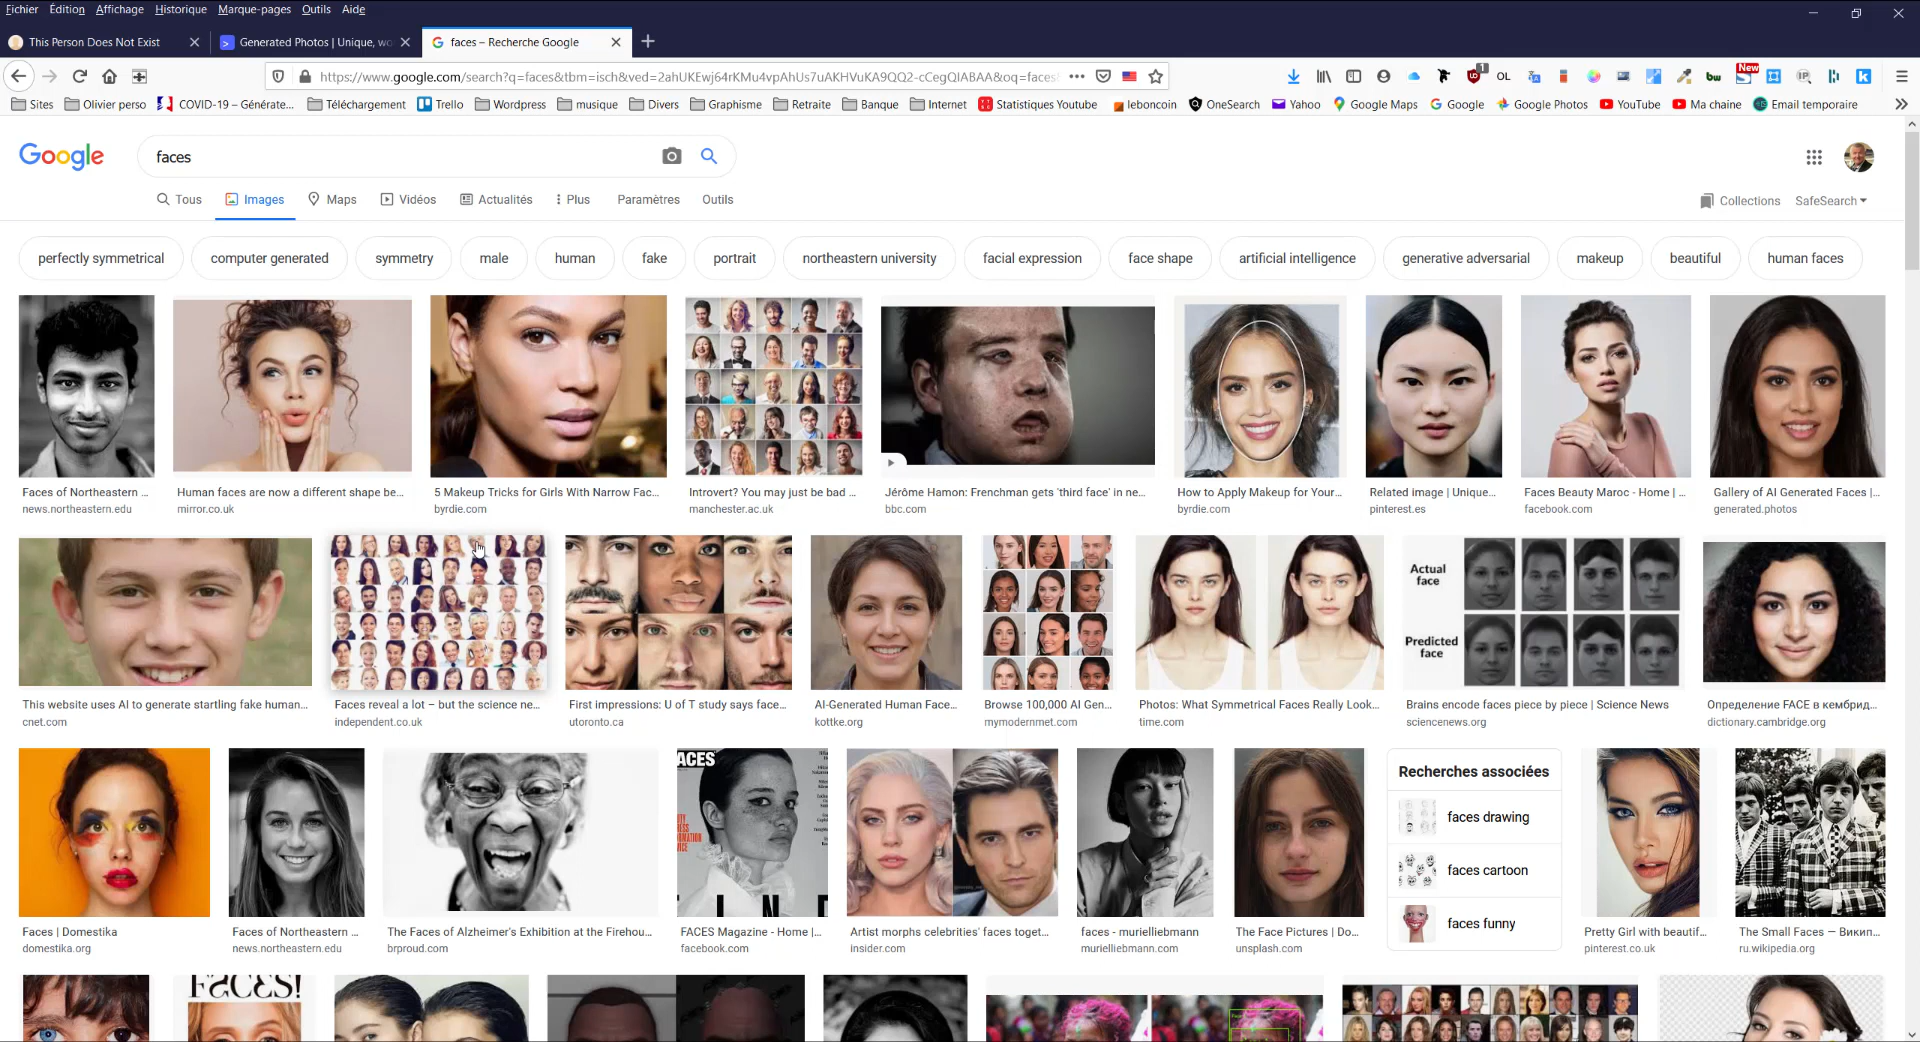 Fichier Édition Affichage Historique Marque-pages Outils Aide
This Person Does Not Exist
Generated Photos | Unique, wo
faces – Recherche Google
https://www.google.com/search?q=faces&tbm=isch&ved=2ahUKEwj64rKMu4vpAhUs7uAKHVuKA9QQ2-cCegQIABAA&oq=faces
Sites Olivier perso COVID-19 – Générate... Téléchargement Trello Wordpress musique Divers Graphisme Retraite Banque Internet Statistiques Youtube leboncoin OneSearch Yahoo Google Maps Google Google Photos YouTube Ma chaine Email temporaire
Google
faces
Tous Images Maps Vidéos Actualités Plus Paramètres Outils
Collections SafeSearch
perfectly symmetrical computer generated symmetry male human fake portrait northeastern university facial expression face shape artificial intelligence generative adversarial makeup beautiful human faces
Faces of Northeastern ...
news.northeastern.edu
Human faces are now a different shape be...
mirror.co.uk
5 Makeup Tricks for Girls With Narrow Fac...
byrdie.com
Introvert? You may just be bad ...
manchester.ac.uk
Jérôme Hamon: Frenchman gets 'third face' in ne...
bbc.com
How to Apply Makeup for Your...
byrdie.com
Related image | Unique...
pinterest.es
Faces Beauty Maroc - Home | ...
facebook.com
Gallery of AI Generated Faces |...
generated.photos
This website uses AI to generate startling fake human...
cnet.com
Faces reveal a lot – but the science ne...
independent.co.uk
First impressions: U of T study says face...
utoronto.ca
AI-Generated Human Face...
kottke.org
Browse 100,000 AI Gen...
mymodernmet.com
Photos: What Symmetrical Faces Really Look...
time.com
Actual
face
Predicted
face
Brains encode faces piece by piece | Science News
sciencenews.org
Определение FACE в кембрид...
dictionary.cambridge.org
Faces | Domestika
domestika.org
Faces of Northeastern ...
news.northeastern.edu
The Faces of Alzheimer's Exhibition at the Firehou...
brproud.com
ACES
FACES Magazine - Home |...
facebook.com
Artist morphs celebrities' faces toget...
insider.com
faces - murielliebmann
murielliebmann.com
The Face Pictures | Do...
unsplash.com
Recherches associées
faces drawing
faces cartoon
faces funny
Pretty Girl with beautif...
pinterest.co.uk
The Small Faces — Викип...
ru.wikipedia.org
FACES!